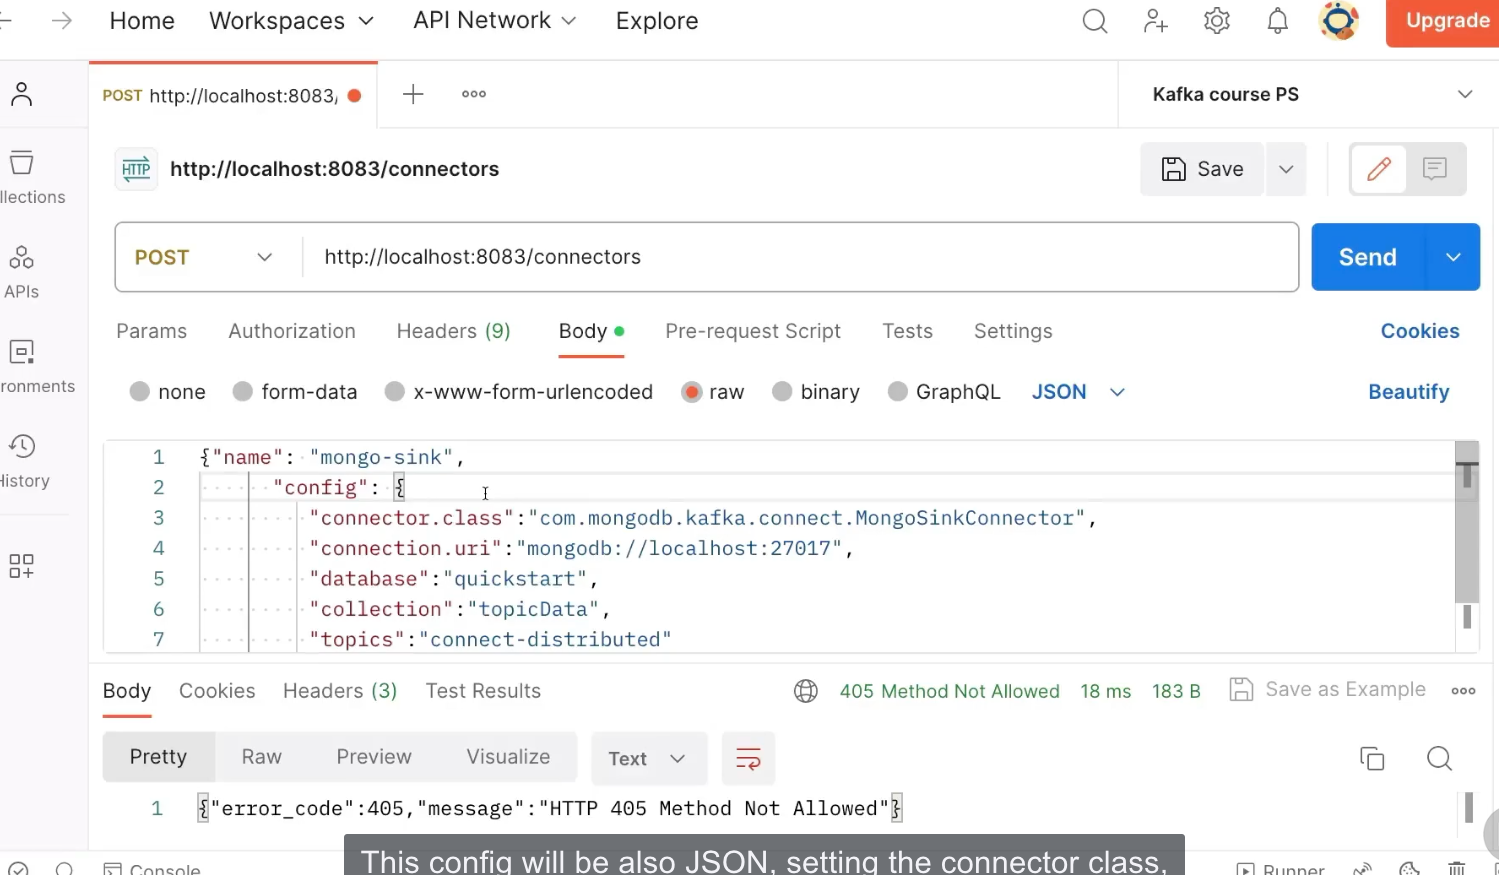 Home Workspaces API Network Explore Upgrade
POST http://localhost:8083/ Kafka course PS
HTTP http://localhost:8083/connectors Save
llections
POST http://localhost:8083/connectors Send
APIs
Params Authorization Headers (9) Body Pre-request Script Tests Settings Cookies
ronments
none form-data x-www-form-urlencoded raw binary GraphQL JSON Beautify
History
1 {"name": "mongo-sink",
2 "config": {
3 "connector.class":"com.mongodb.kafka.connect.MongoSinkConnector",
4 "connection.uri":"mongodb://localhost:27017",
5 "database":"quickstart",
6 "collection":"topicData",
7 "topics":"connect-distributed"
Body Cookies Headers (3) Test Results 405 Method Not Allowed 18 ms 183 B Save as Example
Pretty Raw Preview Visualize Text
1 {"error_code":405,"message":"HTTP 405 Method Not Allowed"}
This config will be also JSON, setting the connector class,
Console Runner